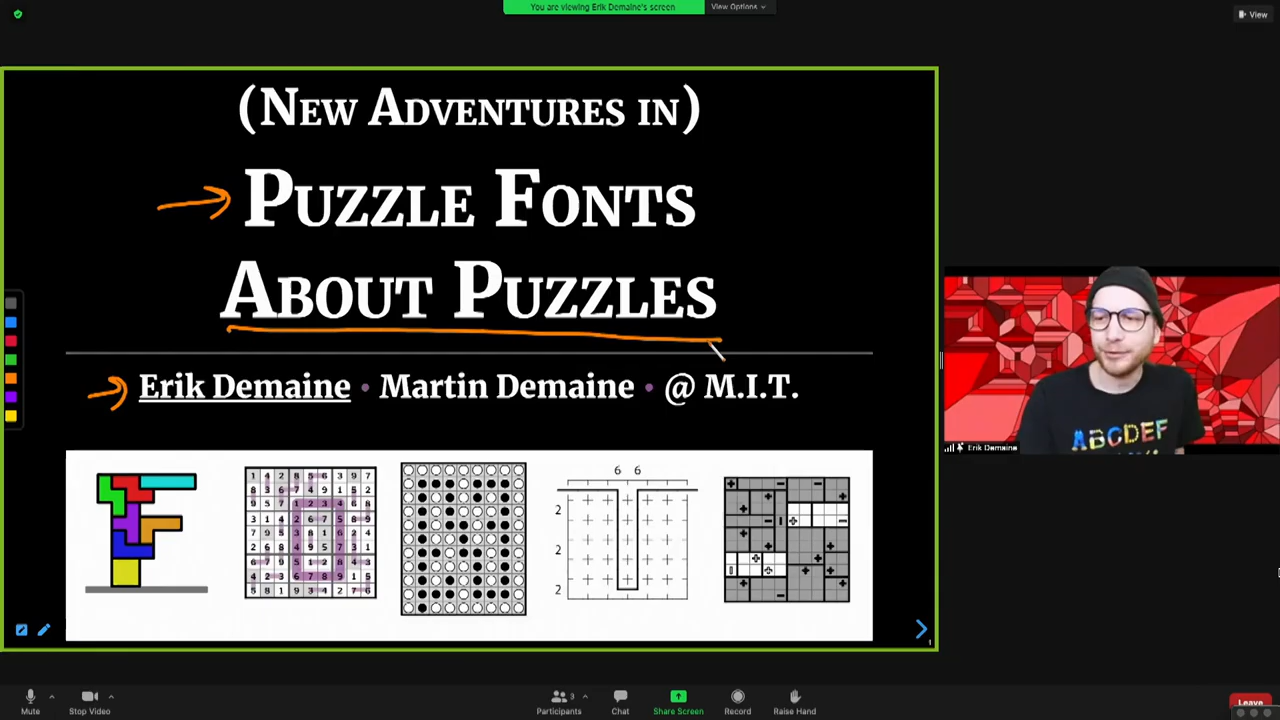 You are viewing Erik Demaine's screen
View Options
View
(New Adventures in)
Puzzle Fonts
About Puzzles
Erik Demaine • Martin Demaine • @ M.I.T.
6 6
2
2
2
1
ABCDEF
Erik Demaine
Mute
Stop Video
Participants
Chat
Share Screen
Record
Raise Hand
Leave